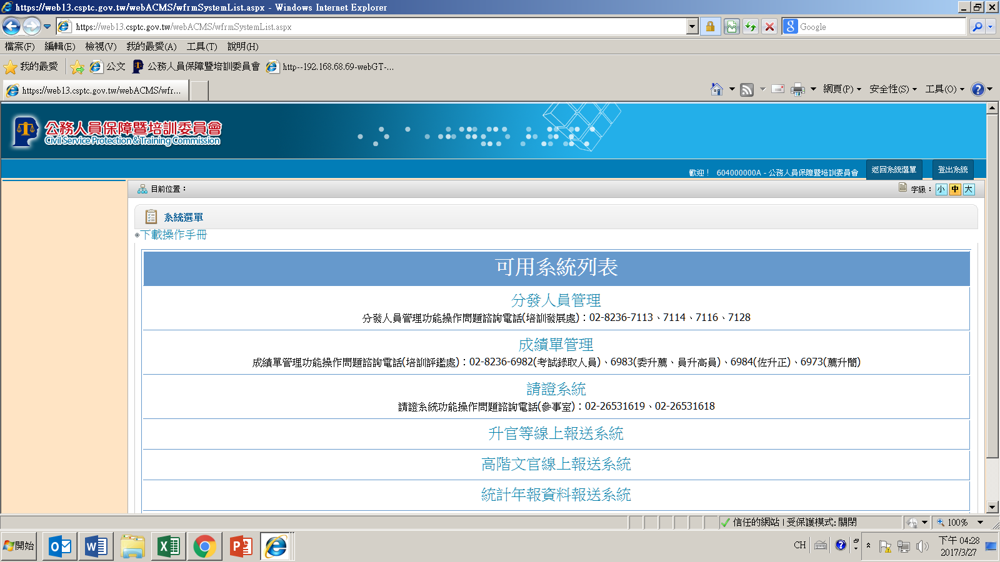 https://web13.csptc.gov.tw/webACMS/wfrmSystemList.aspx - Windows Internet Explorer
https://web13.csptc.gov.tw/webACMS/wfrmSystemList.aspx
Google
檔案(F) 編輯(E) 檢視(V) 我的最愛(A) 工具(T) 說明(H)
我的最愛 公文 公務人員保障暨培訓委員會 http--192.168.68.69-webGT-...
https://web13.csptc.gov.tw/webACMS/wfr...
網頁(P) 安全性(S) 工具(O)
公務人員保障暨培訓委員會
Civil Service Protection & Training Commission
歡迎！ 604000000A - 公務人員保障暨培訓委員會 返回系統選單 登出系統
目前位置：
字級： 小 中 大
系統選單
下載操作手冊
可用系統列表
分發人員管理
分發人員管理功能操作問題諮詢電話(培訓發展處)：02-8236-7113、7114、7116、7128
成績單管理
成績單管理功能操作問題諮詢電話(培訓評鑑處)：02-8236-6982(考試錄取人員)、6983(委升薦、員升高員)、6984(佐升正)、6973(薦升簡)
請證系統
請證系統功能操作問題諮詢電話(參事室)：02-26531619、02-26531618
升官等線上報送系統
高階文官線上報送系統
統計年報資料報送系統
信任的網站 | 受保護模式: 關閉
100%
開始
CH
下午 04:28
2017/3/27